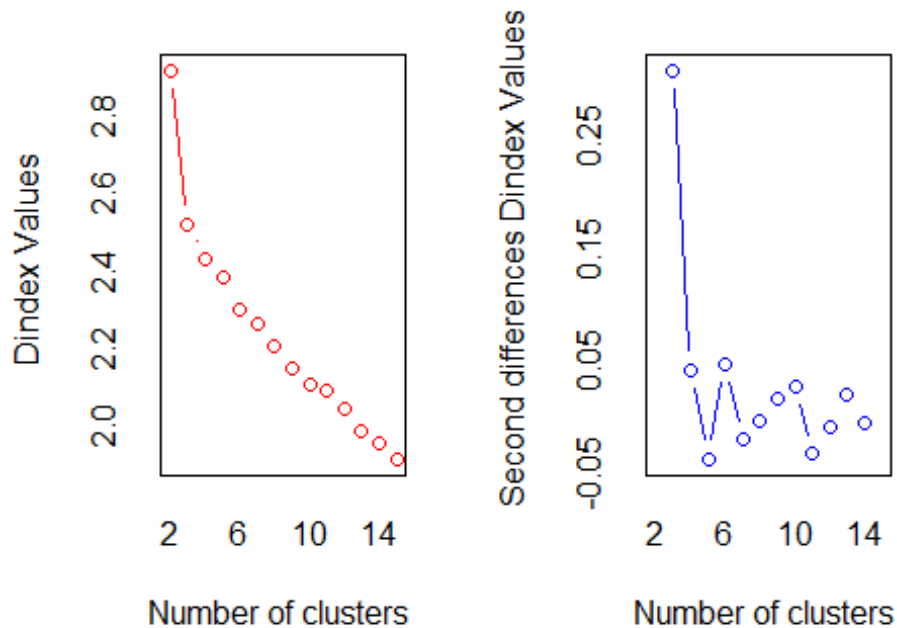 Dindex Values
2.0 2.2 2.4 2.6 2.8
2 6 10 14
Number of clusters
Second differences Dindex Values
-0.05 0.05 0.15 0.25
2 6 10 14
Number of clusters